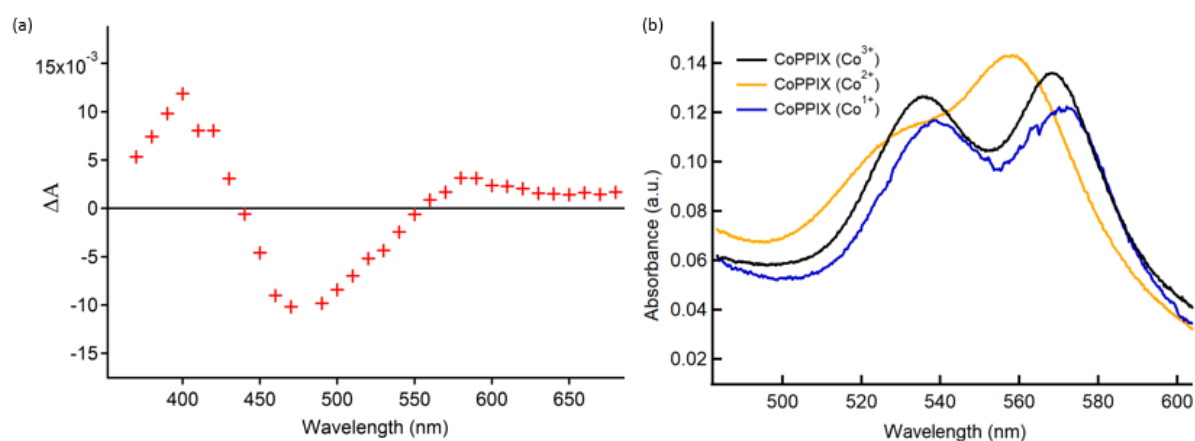 (a)
15x10⁻³
10
5
0
-5
-10
-15
ΔA
400
450
500
550
600
650
Wavelength (nm)
(b)
0.14
0.12
0.10
0.08
0.06
0.04
0.02
Absorbance (a.u.)
CoPPIX (Co³⁺)
CoPPIX (Co²⁺)
CoPPIX (Co¹⁺)
500
520
540
560
580
600
Wavelength (nm)